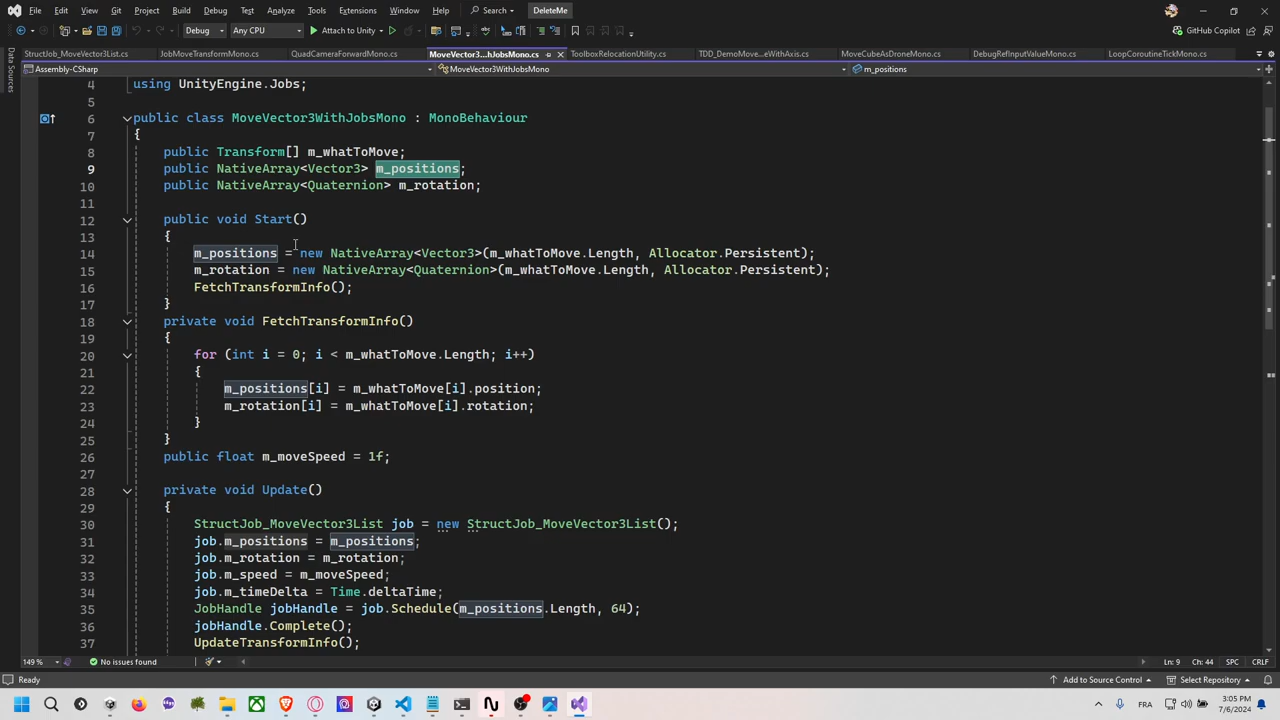 File Edit View Git Project Build Debug Test Analyze Tools Extensions Window Help Search DeleteMe
Debug Any CPU Attach to Unity GitHub Copilot
StructJob_MoveVector3List.cs JobMoveTransformMono.cs QuadCameraForwardMono.cs MoveVector3...hJobsMono.cs ToolboxRelocationUtility.cs TDD_DemoMove...eWithAxis.cs MoveCubeAsDroneMono.cs DebugRefInputValueMono.cs LoopCoroutineTickMono.cs
Data Sources
Assembly-CSharp MoveVector3WithJobsMono m_positions
4 using UnityEngine.Jobs;
5
6 public class MoveVector3WithJobsMono : MonoBehaviour
7 {
8 public Transform[] m_whatToMove;
9 public NativeArray<Vector3> m_positions;
10 public NativeArray<Quaternion> m_rotation;
11
12 public void Start()
13 {
14 m_positions = new NativeArray<Vector3>(m_whatToMove.Length, Allocator.Persistent);
15 m_rotation = new NativeArray<Quaternion>(m_whatToMove.Length, Allocator.Persistent);
16 FetchTransformInfo();
17 }
18 private void FetchTransformInfo()
19 {
20 for (int i = 0; i < m_whatToMove.Length; i++)
21 {
22 m_positions[i] = m_whatToMove[i].position;
23 m_rotation[i] = m_whatToMove[i].rotation;
24 }
25 }
26 public float m_moveSpeed = 1f;
27
28 private void Update()
29 {
30 StructJob_MoveVector3List job = new StructJob_MoveVector3List();
31 job.m_positions = m_positions;
32 job.m_rotation = m_rotation;
33 job.m_speed = m_moveSpeed;
34 job.m_timeDelta = Time.deltaTime;
35 JobHandle jobHandle = job.Schedule(m_positions.Length, 64);
36 jobHandle.Complete();
37 UpdateTransformInfo();
149 % No issues found Ln: 9 Ch: 44 SPC CRLF
Ready Add to Source Control Select Repository
FRA 3:05 PM
7/6/2024